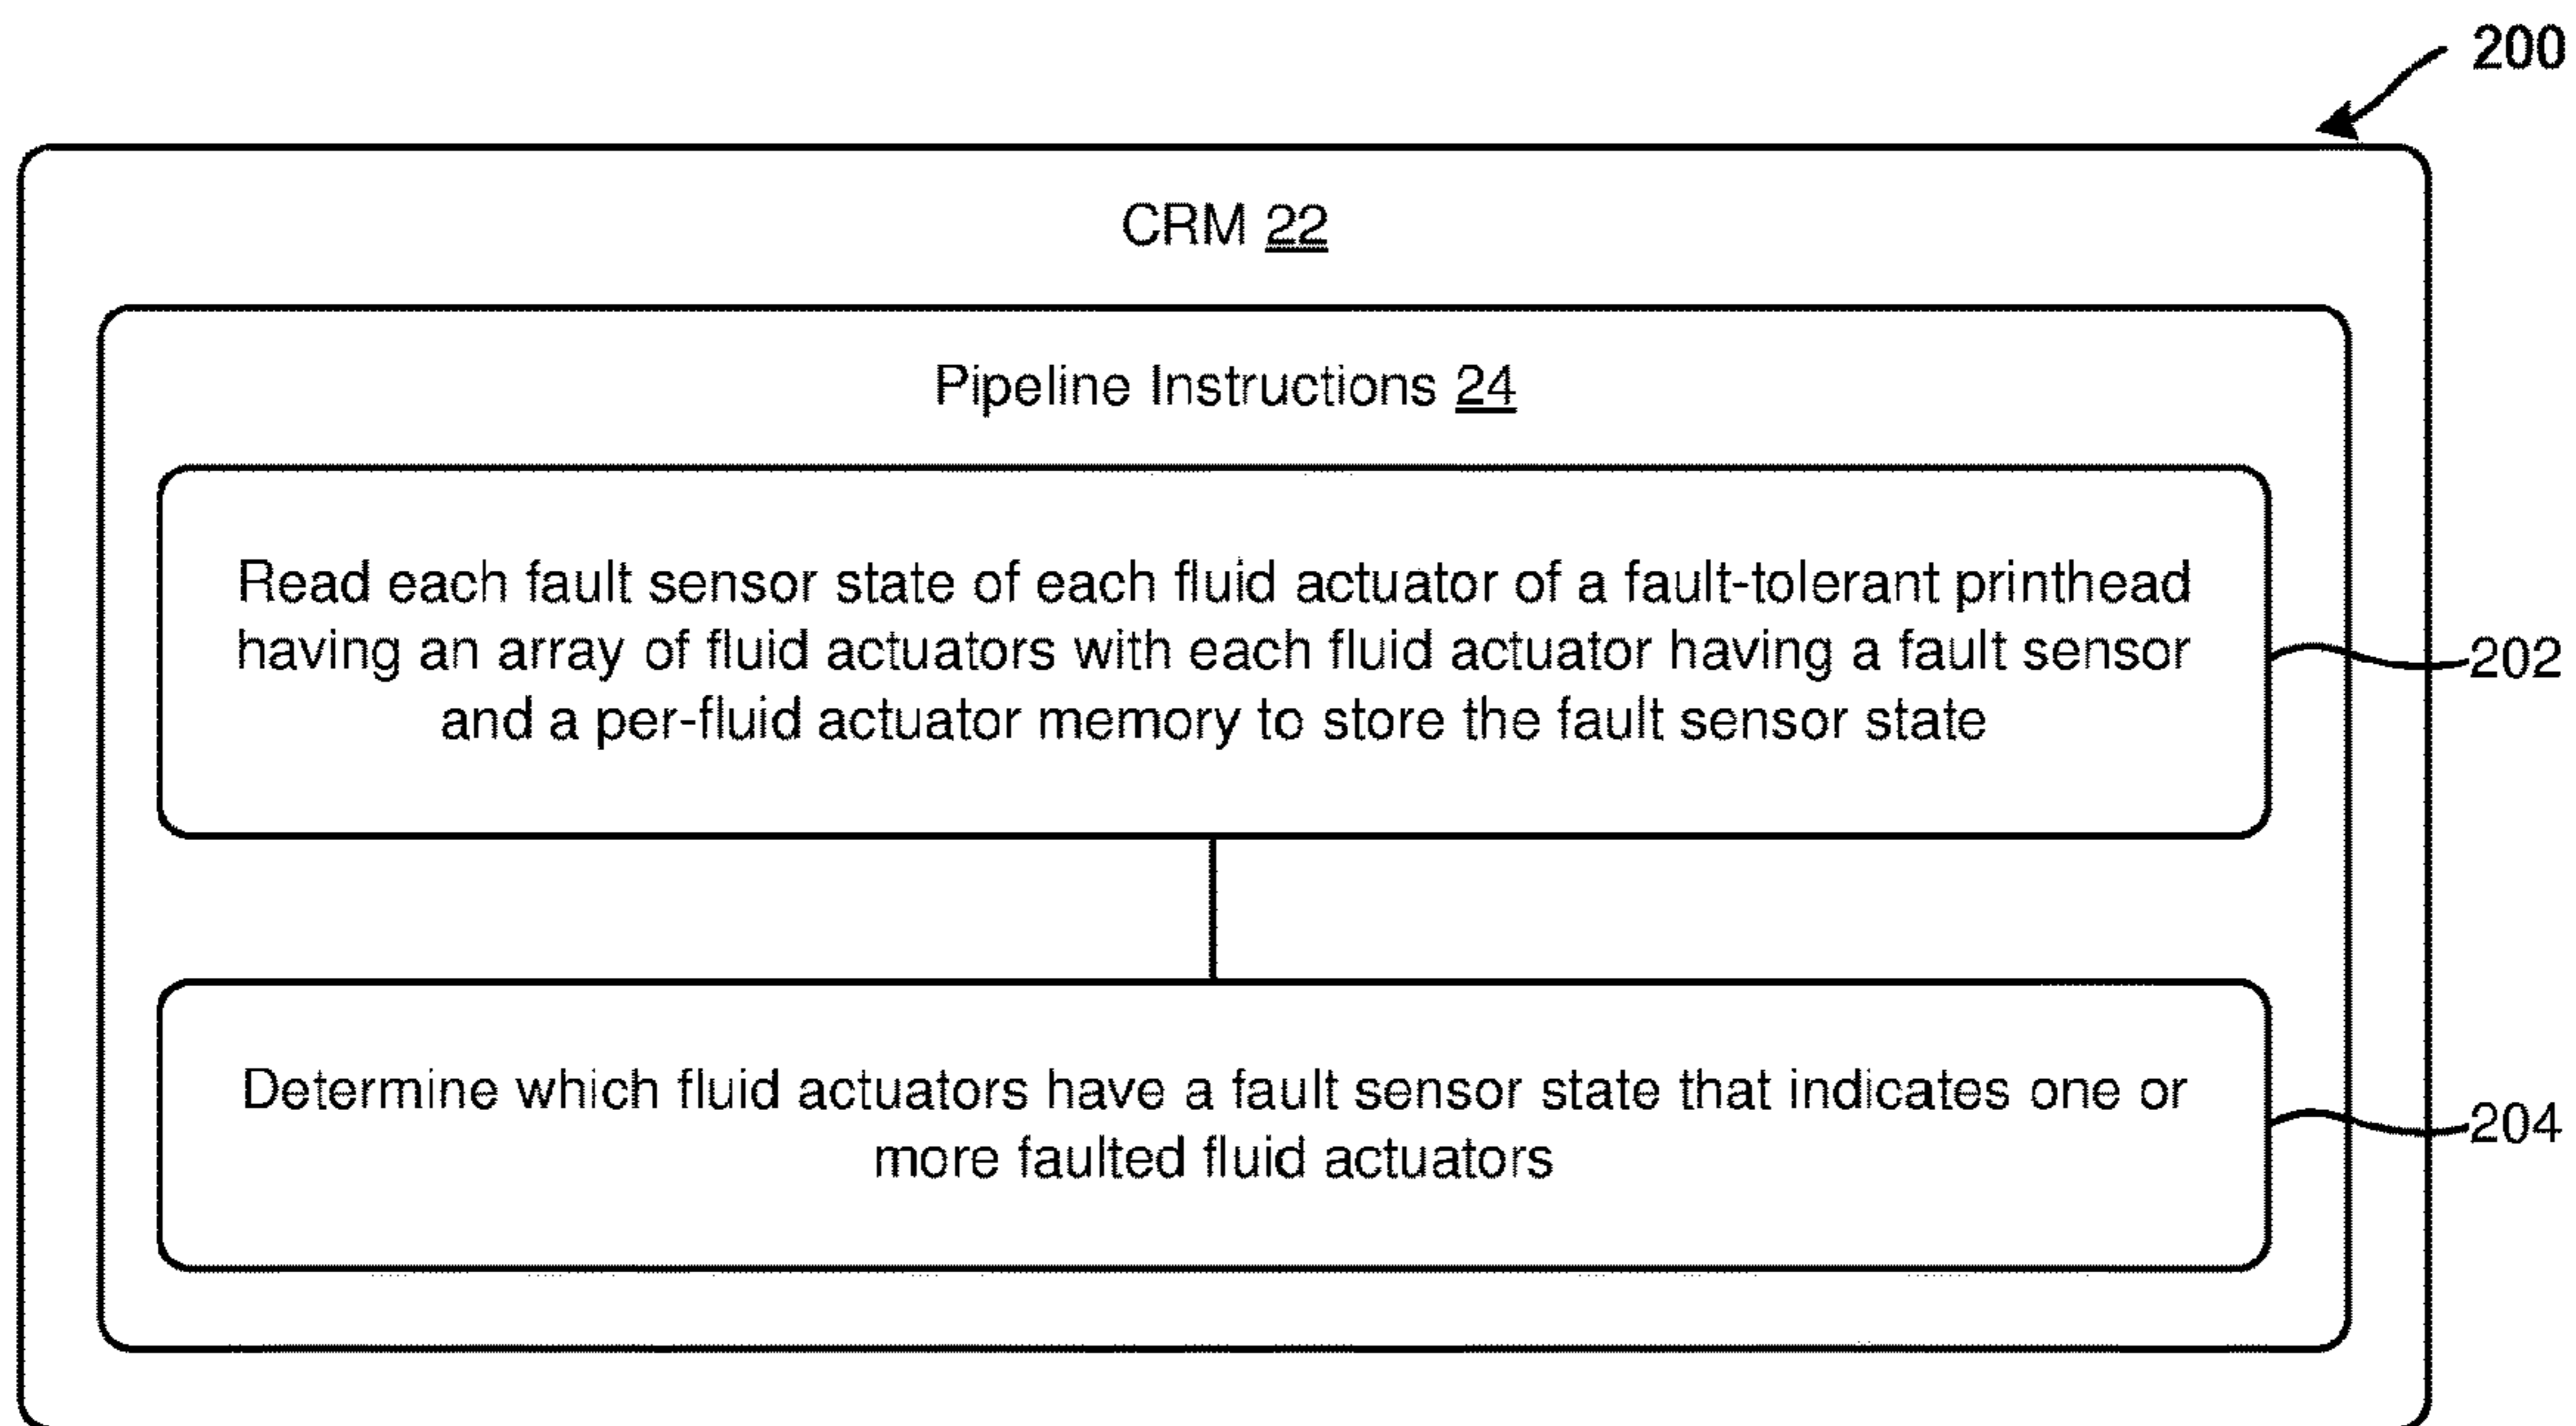 200
CRM 22
Pipeline Instructions 24
Read each fault sensor state of each fluid actuator of a fault-tolerant printhead
having an array of fluid actuators with each fluid actuator having a fault sensor
and a per-fluid actuator memory to store the fault sensor state
202
Determine which fluid actuators have a fault sensor state that indicates one or
more faulted fluid actuators
204